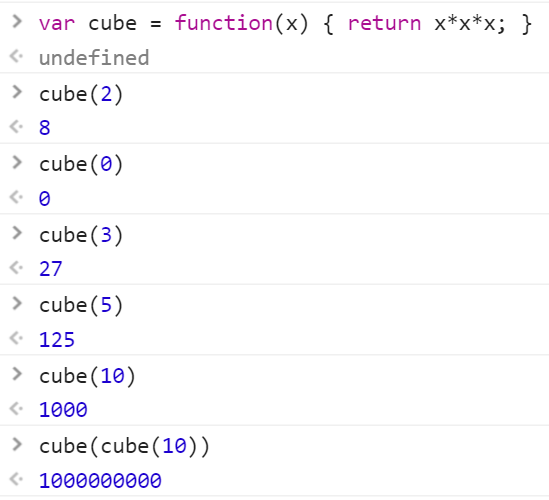 > var cube = function(x) { return x*x*x; }
undefined
> cube(2)
8
> cube(0)
0
> cube(3)
27
> cube(5)
125
> cube(10)
1000
> cube(cube(10))
1000000000